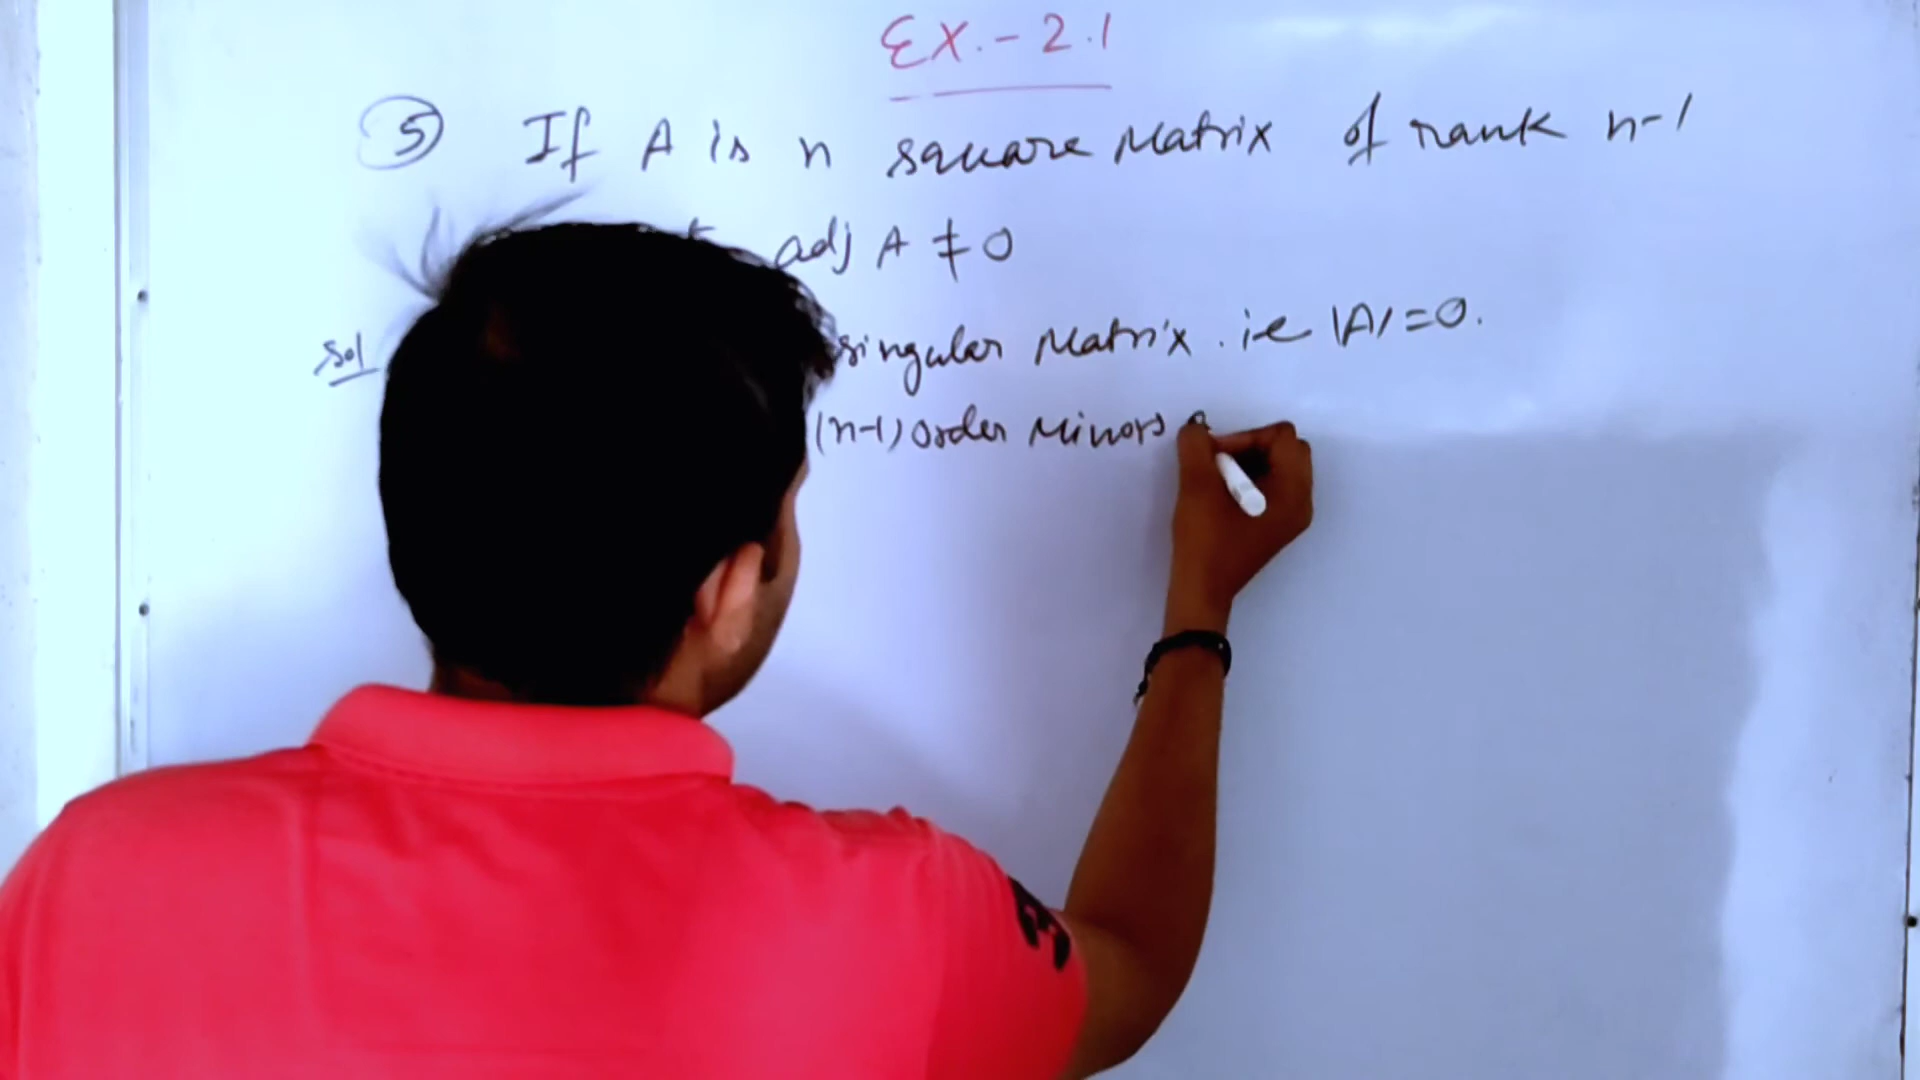 Ex.-2.1
5 If A is n square Matrix of rank n-1
adj A ≠ 0
Sol singular Matrix. ie |A|=0.
(n-1) order Minors